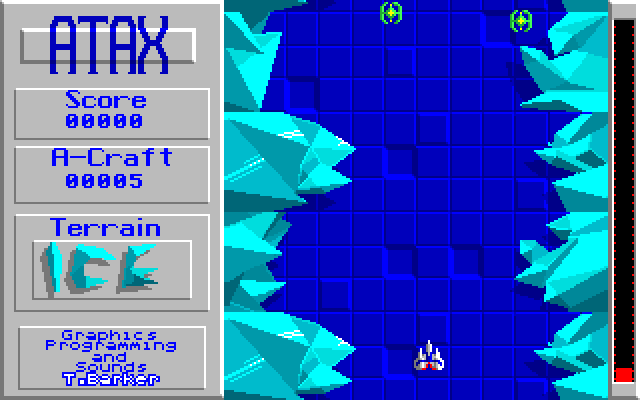 ATAX
Score
00000
A-Craft
00005
Terrain
ICE
Graphics
Programming
and
Sounds
T.Barker